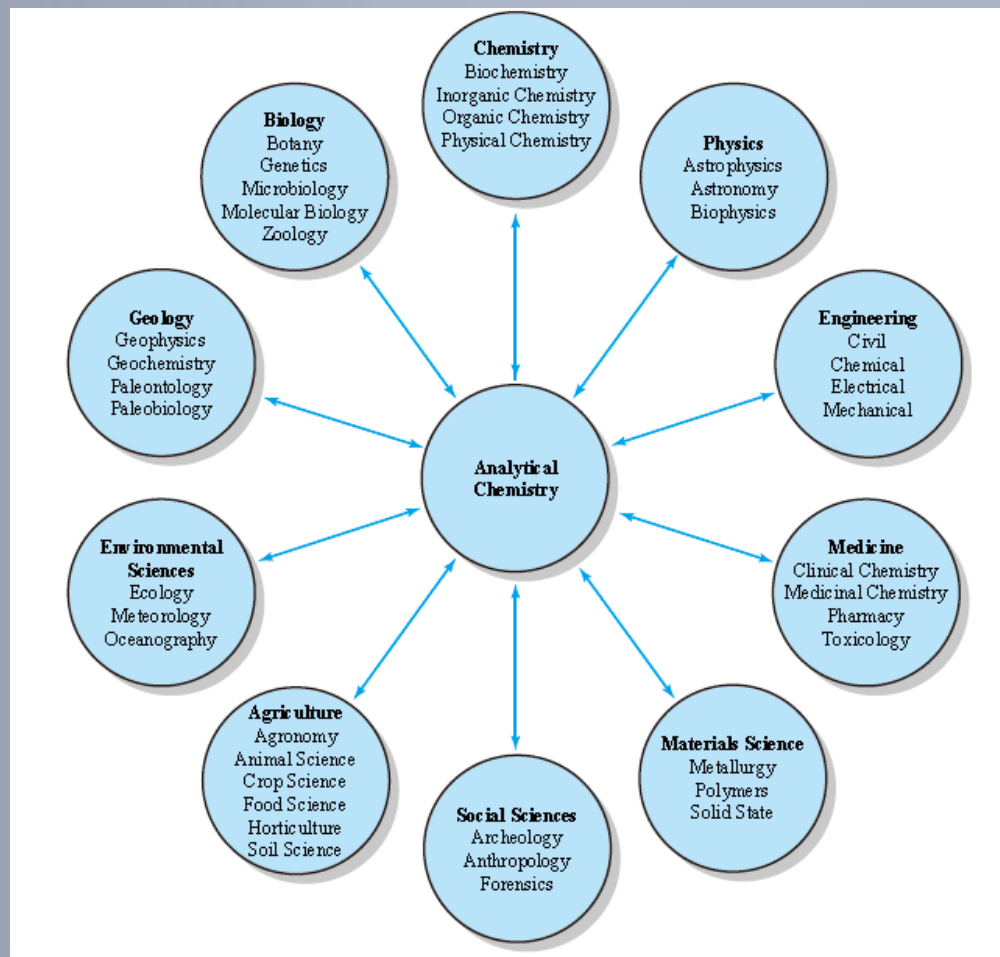 Chemistry
Biochemistry
Inorganic Chemistry
Organic Chemistry
Physical Chemistry
Physics
Astrophysics
Astronomy
Biophysics
Engineering
Civil
Chemical
Electrical
Mechanical
Medicine
Clinical Chemistry
Medicinal Chemistry
Pharmacy
Toxicology
Materials Science
Metallurgy
Polymers
Solid State
Social Sciences
Archeology
Anthropology
Forensics
Agriculture
Agronomy
Animal Science
Crop Science
Food Science
Horticulture
Soil Science
Environmental
Sciences
Ecology
Meteorology
Oceanography
Geology
Geophysics
Geochemistry
Paleontology
Paleobiology
Biology
Botany
Genetics
Microbiology
Molecular Biology
Zoology
Analytical
Chemistry